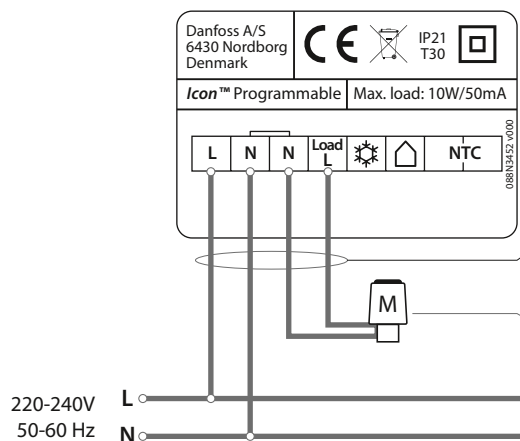 Danfoss A/S
6430 Nordborg
Denmark
CE
IP21
T30
Icon™ Programmable
Max. load: 10W/50mA
L N N Load L NTC
088N3452 v000
M
220-240V L
50-60 Hz N